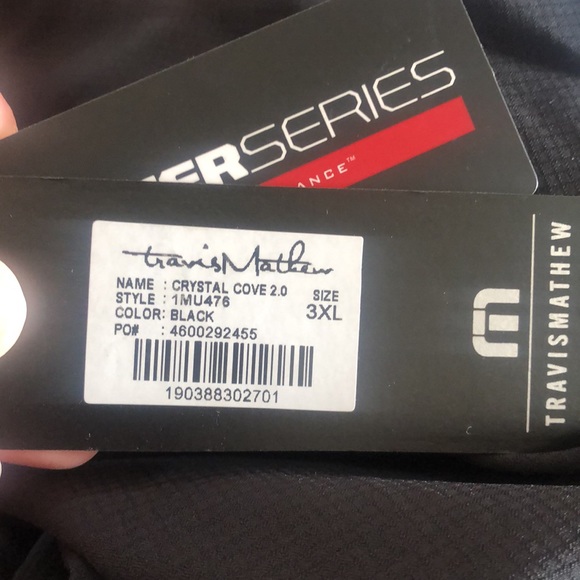 SERIES
ANCE™
travisMathew
NAME : CRYSTAL COVE 2.0
STYLE : 1MU476
COLOR: BLACK
PO# : 4600292455
SIZE
3XL
190388302701
TRAVISMATHEW